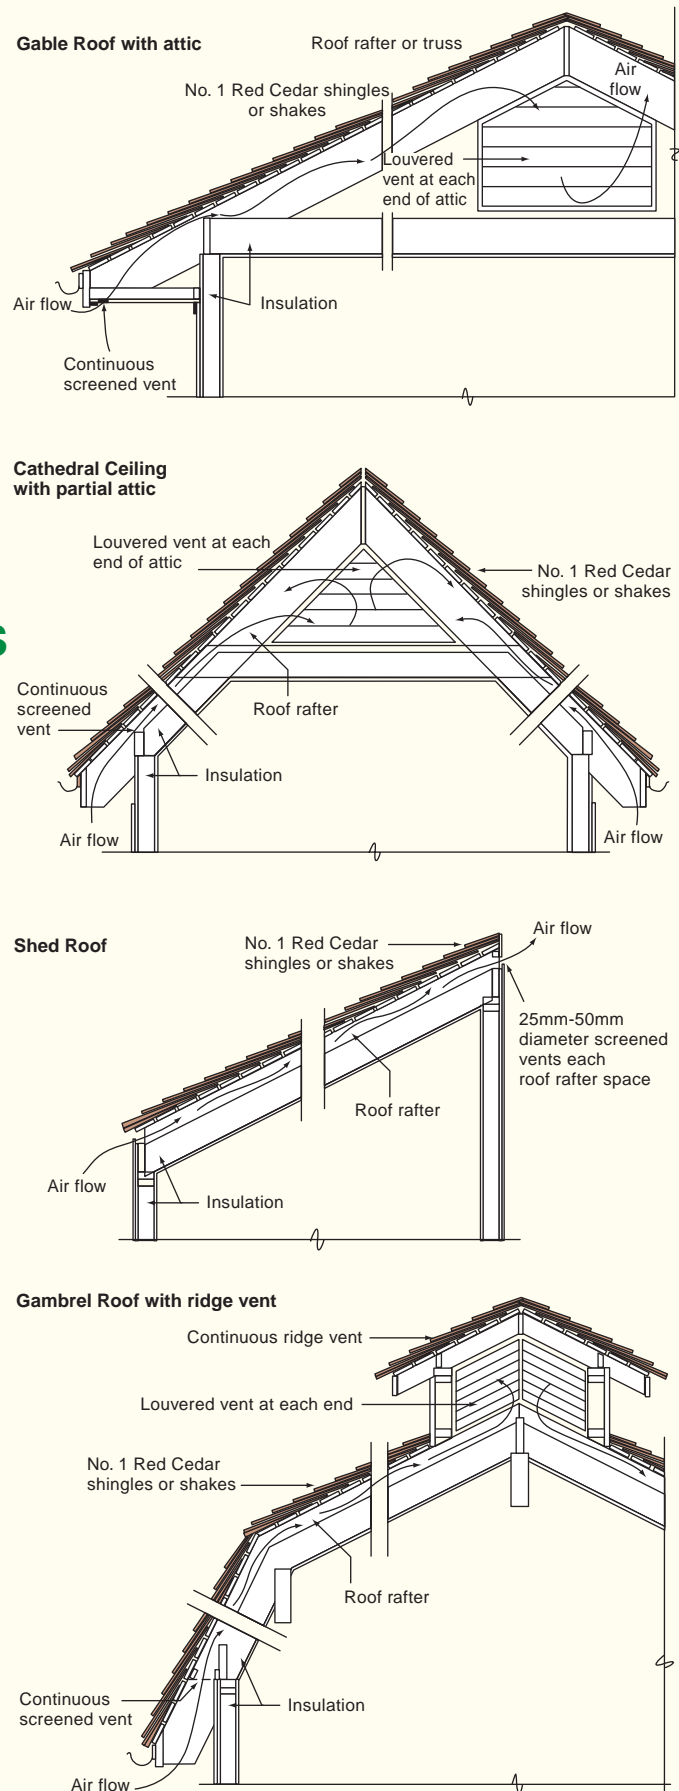 Gable Roof with attic
Roof rafter or truss
No. 1 Red Cedar shingles
or shakes
Air
flow
Louvered
vent at each
end of attic
Air flow
Insulation
Continuous
screened vent
Cathedral Ceiling
with partial attic
Louvered vent at each
end of attic
No. 1 Red Cedar
shingles or shakes
s
Continuous
screened
vent
Roof rafter
Insulation
Air flow
Air flow
Shed Roof
No. 1 Red Cedar
shingles or shakes
Air flow
25mm-50mm
diameter screened
vents each
roof rafter space
Roof rafter
Air flow
Insulation
Gambrel Roof with ridge vent
Continuous ridge vent
Louvered vent at each end
No. 1 Red Cedar
shingles or shakes
Roof rafter
Continuous
screened vent
Insulation
Air flow